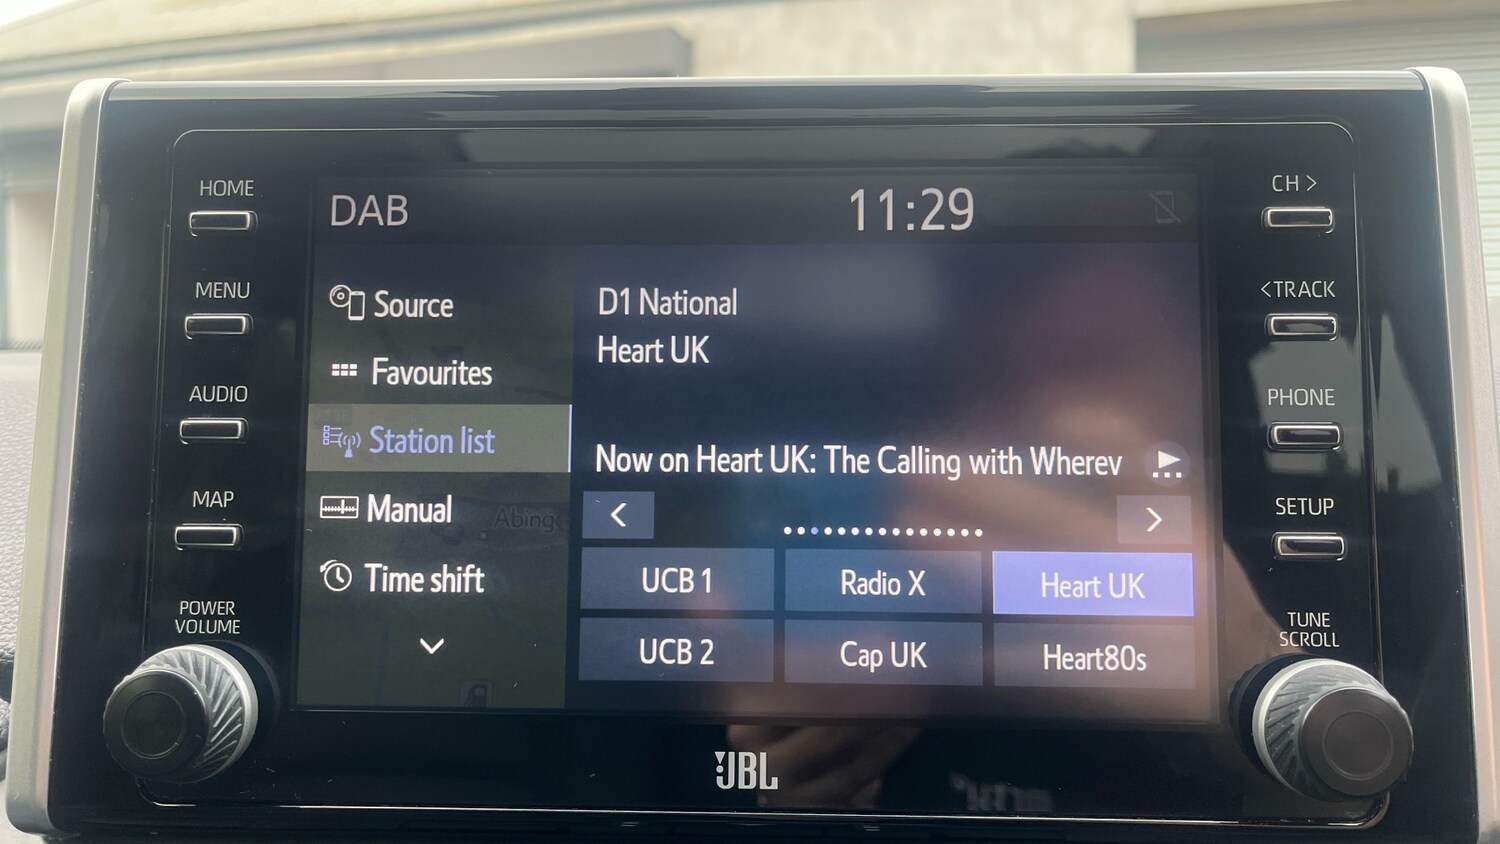 HOME
MENU
AUDIO
MAP
POWER
VOLUME
DAB
11:29
Source
Favourites
Station list
Manual
Abing
Time shift
D1 National
Heart UK
Now on Heart UK: The Calling with Wherev
UCB 1
Radio X
Heart UK
UCB 2
Cap UK
Heart80s
CH >
<TRACK
PHONE
SETUP
TUNE
SCROLL
JBL